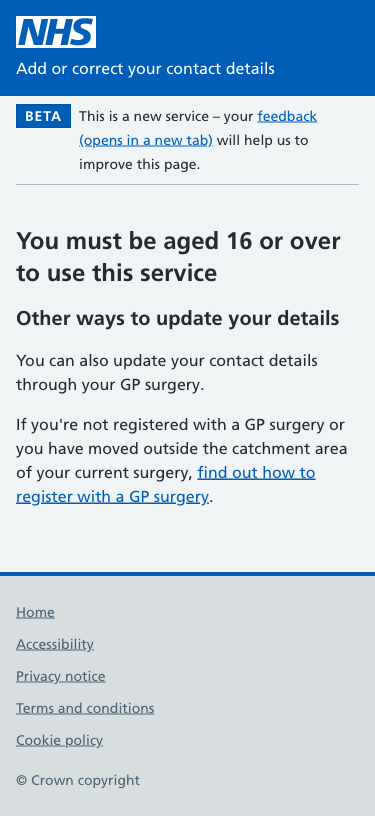 NHS
Add or correct your contact details
BETA
This is a new service – your feedback
(opens in a new tab) will help us to
improve this page.
You must be aged 16 or over
to use this service
Other ways to update your details
You can also update your contact details
through your GP surgery.
If you're not registered with a GP surgery or
you have moved outside the catchment area
of your current surgery, find out how to
register with a GP surgery.
Home
Accessibility
Privacy notice
Terms and conditions
Cookie policy
© Crown copyright